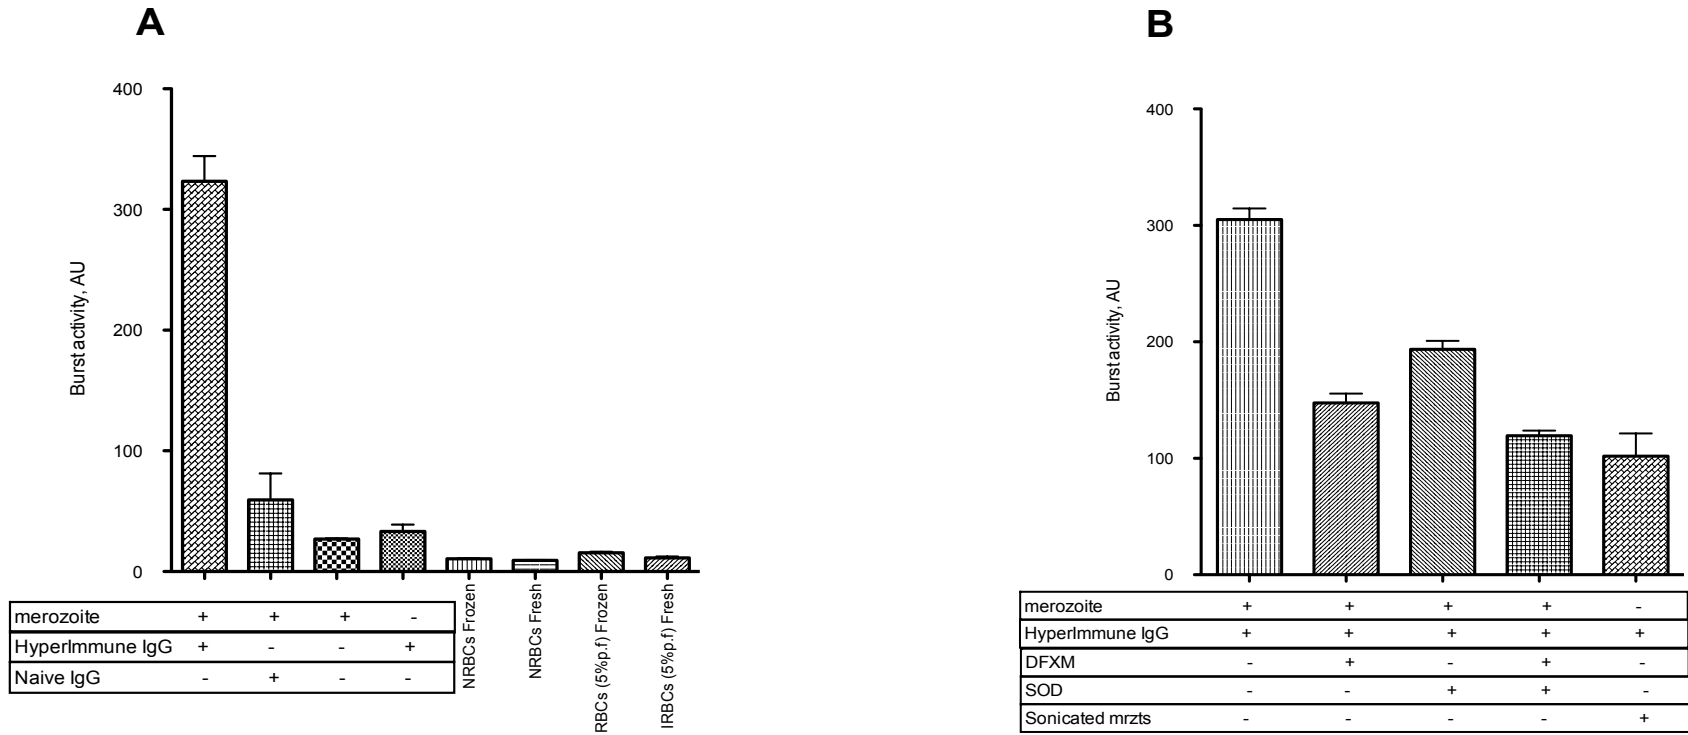 A
400
300
200
100
0
Burst activity, AU
merozoite + + + -
HyperImmune IgG + - - +
Naive IgG - + - -
NRBCs Frozen
NRBCs Fresh
RBCs (5%p.f) Frozen
IRBCs (5%p.f) Fresh
B
400
300
200
100
0
Burst activity, AU
merozoite + + + + -
HyperImmune IgG + + + + +
DFXM - + - + -
SOD - - + + -
Sonicated mrzts - - - - +